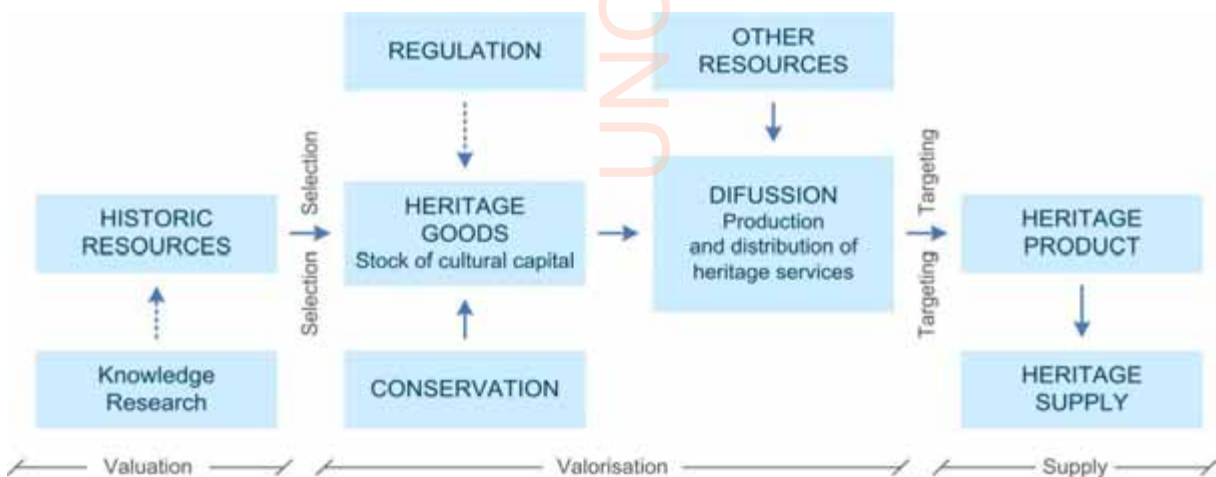 REGULATION
OTHER
RESOURCES
UNC
HISTORIC
RESOURCES
Selection
Selection
HERITAGE
GOODS
Stock of cultural capital
DIFUSSION
Production
and distribution of
heritage services
Targeting
Targeting
HERITAGE
PRODUCT
Knowledge
Research
CONSERVATION
HERITAGE
SUPPLY
Valuation
Valorisation
Supply